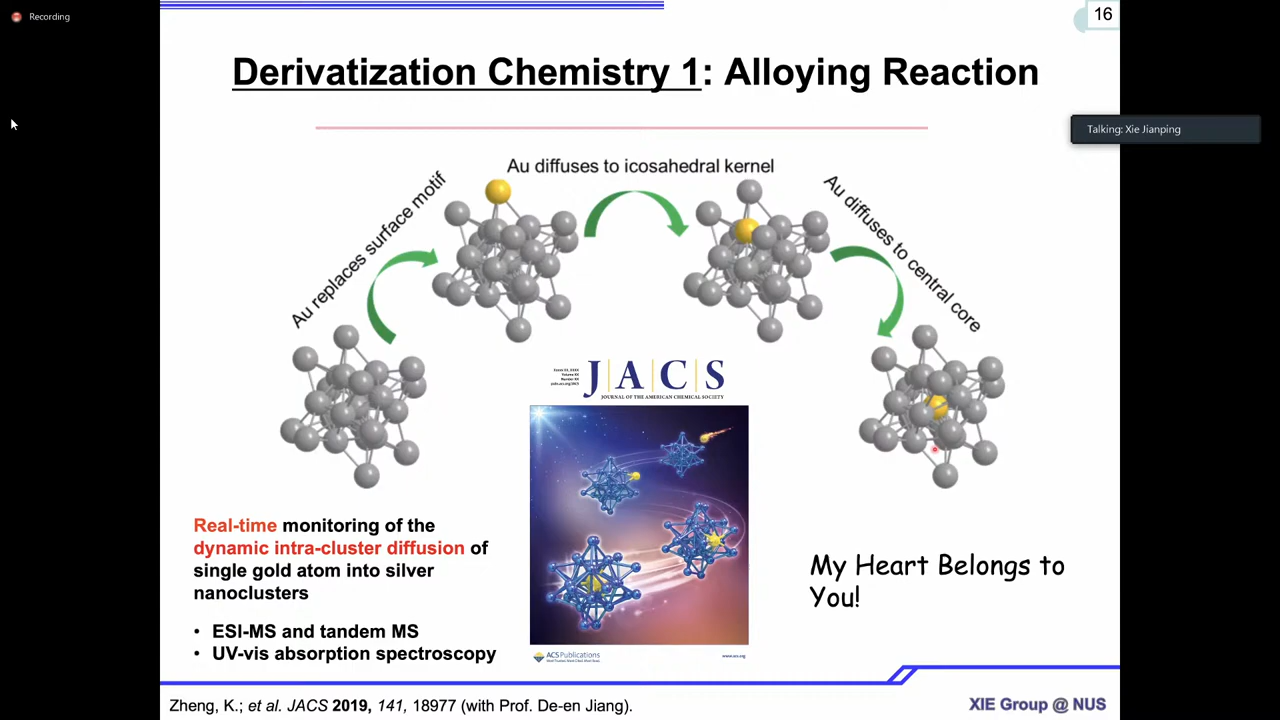 Recording
16
Derivatization Chemistry 1: Alloying Reaction
Talking: Xie Jianping
Au replaces surface motif
Au diffuses to icosahedral kernel
Au diffuses to central core
JACS
JOURNAL OF THE AMERICAN CHEMICAL SOCIETY
Real-time monitoring of the
dynamic intra-cluster diffusion of
single gold atom into silver
nanoclusters
• ESI-MS and tandem MS
• UV-vis absorption spectroscopy
ACS Publications
www.acs.org
My Heart Belongs to
You!
Zheng, K.; et al. JACS 2019, 141, 18977 (with Prof. De-en Jiang).
XIE Group @ NUS